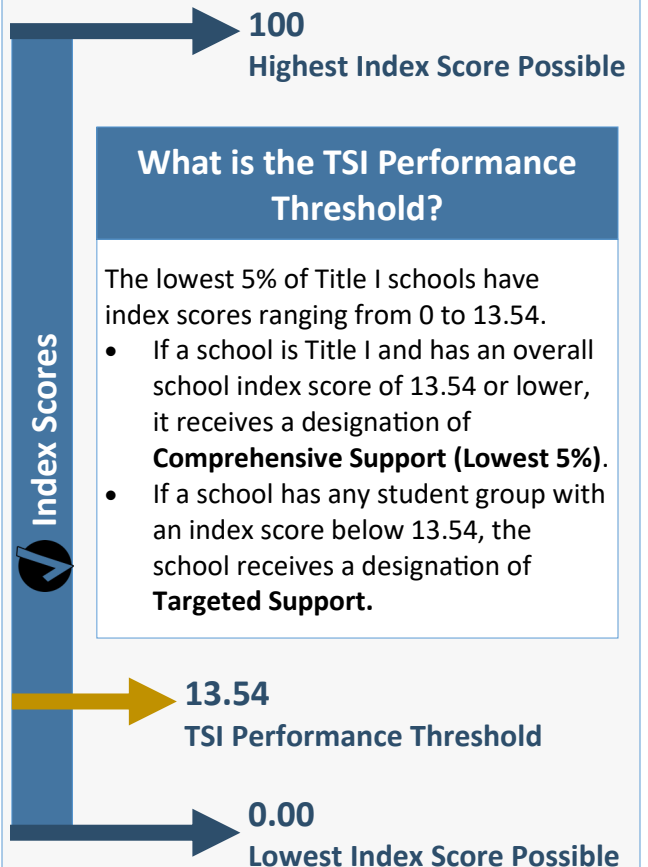 100
Highest Index Score Possible
What is the TSI Performance
Threshold?
The lowest 5% of Title I schools have
index scores ranging from 0 to 13.54.
• If a school is Title I and has an overall
school index score of 13.54 or lower,
it receives a designation of
Comprehensive Support (Lowest 5%).
• If a school has any student group with
an index score below 13.54, the
school receives a designation of
Targeted Support.
Index Scores
13.54
TSI Performance Threshold
0.00
Lowest Index Score Possible